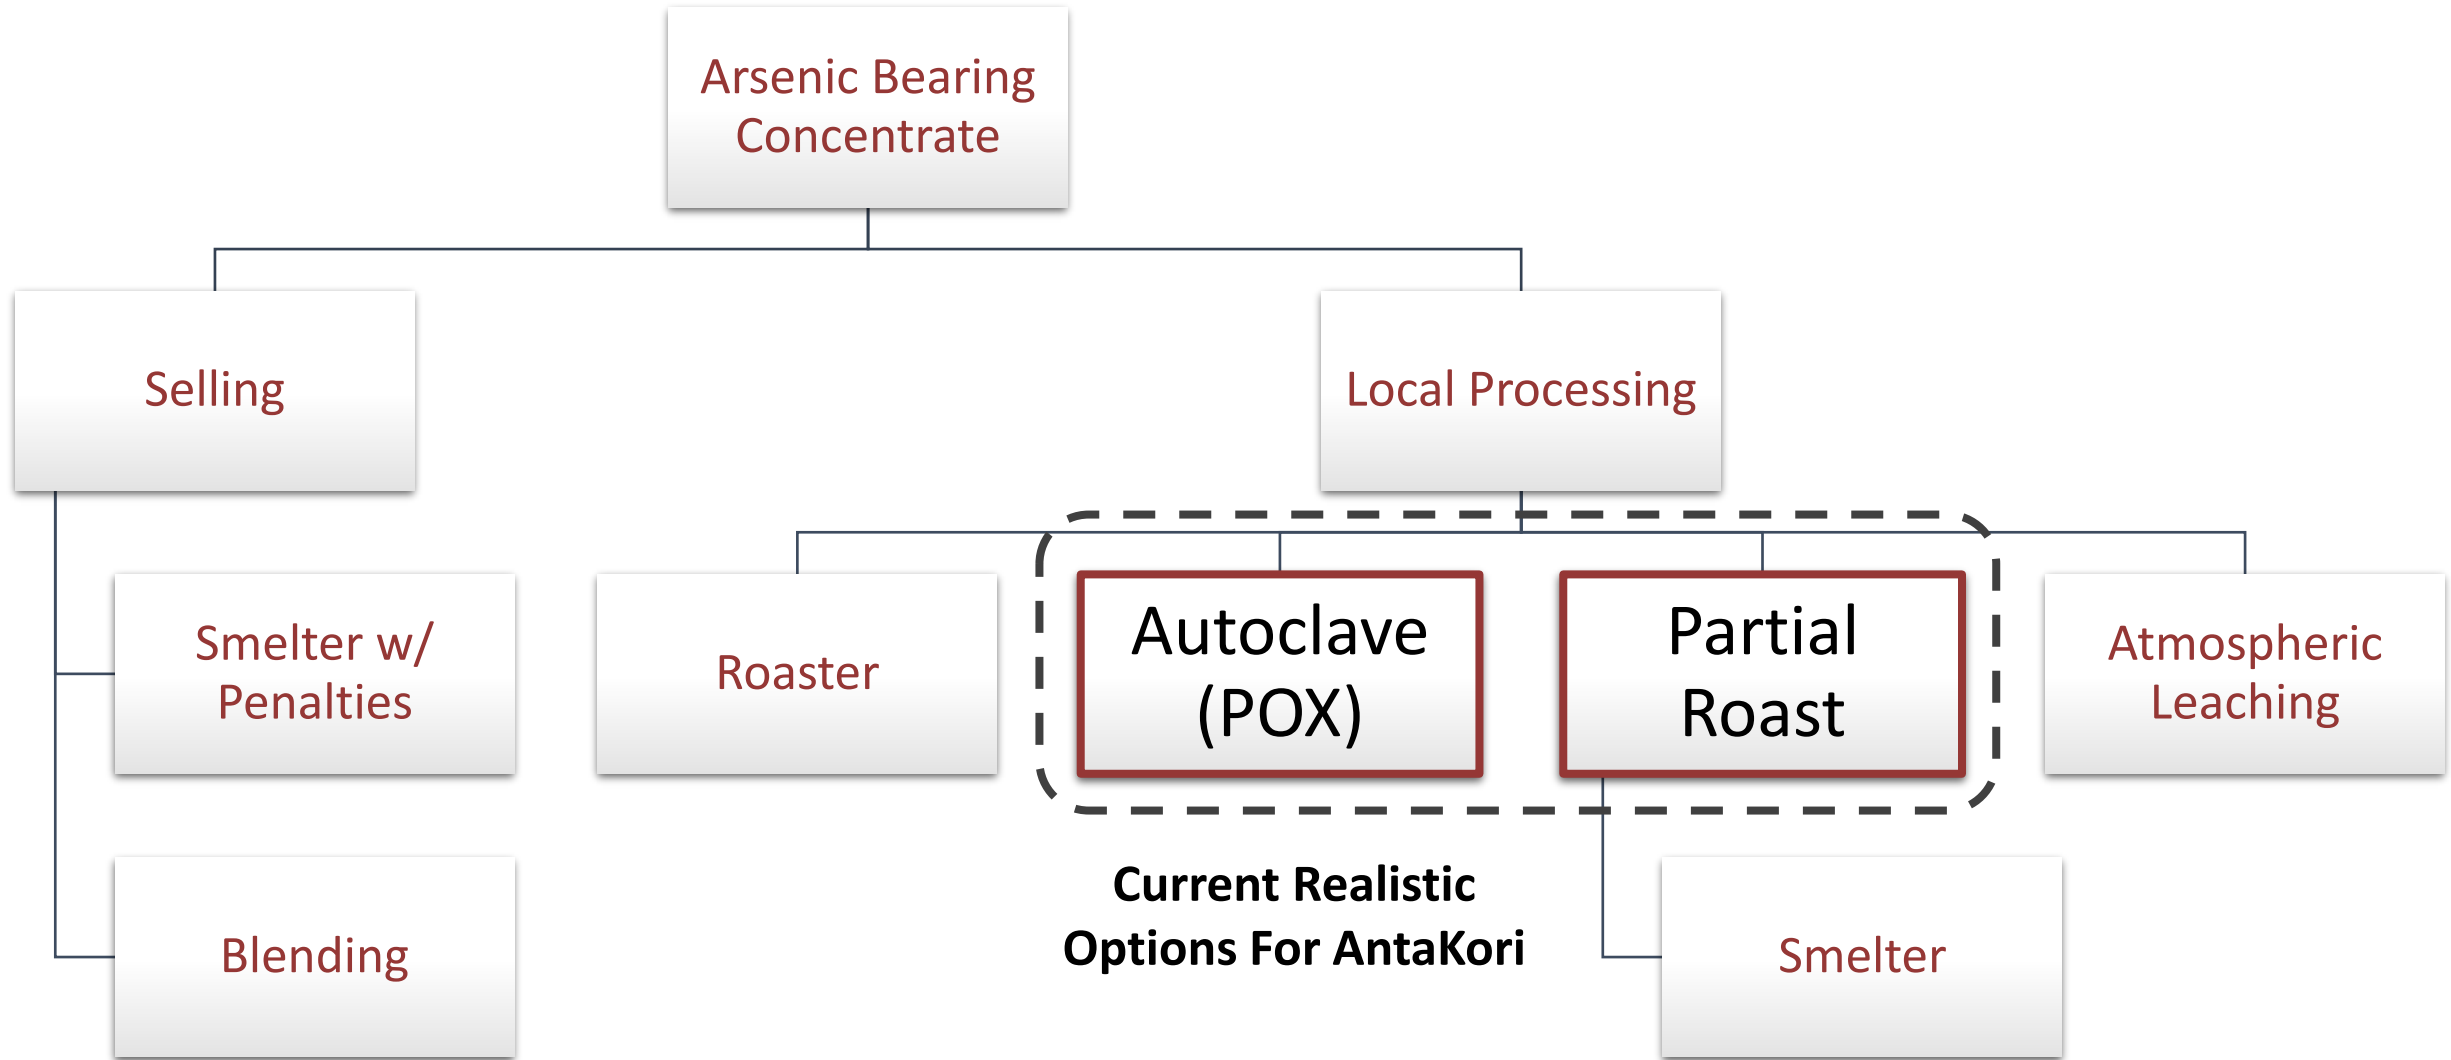 Arsenic Bearing
Concentrate
Selling
Local Processing
Smelter w/
Penalties
Roaster
Autoclave
(POX)
Partial
Roast
Atmospheric
Leaching
Blending
Current Realistic
Options For AntaKori
Smelter